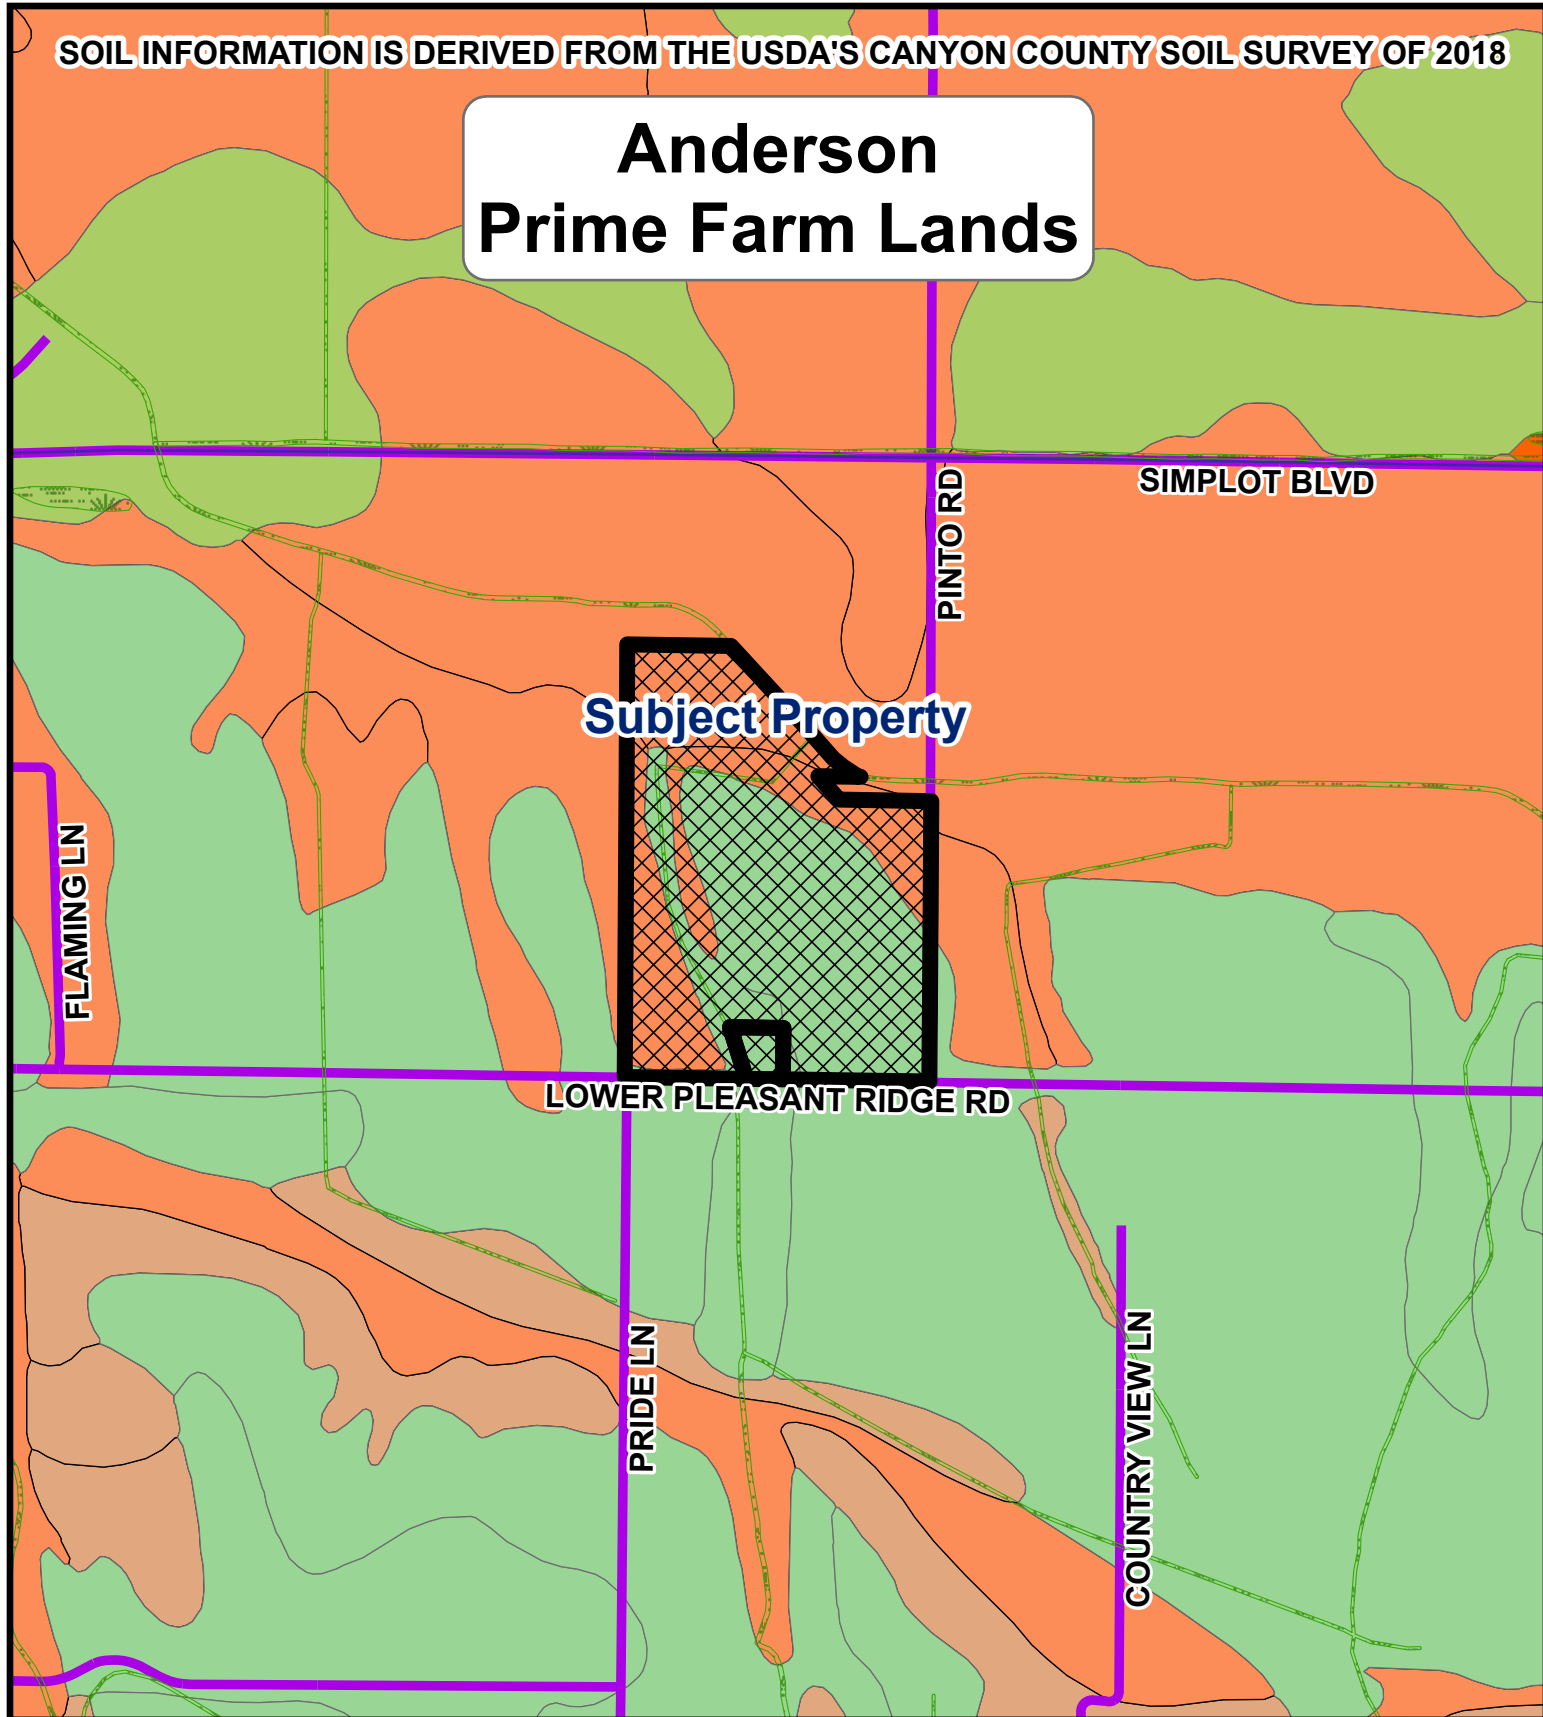 SOIL INFORMATION IS DERIVED FROM THE USDA'S CANYON COUNTY SOIL SURVEY OF 2018
Anderson
Prime Farm Lands
SIMPLOT BLVD
PINTO RD
Subject Property
FLAMING LN
LOWER PLEASANT RIDGE RD
PRIDE LN
COUNTRY VIEW LN